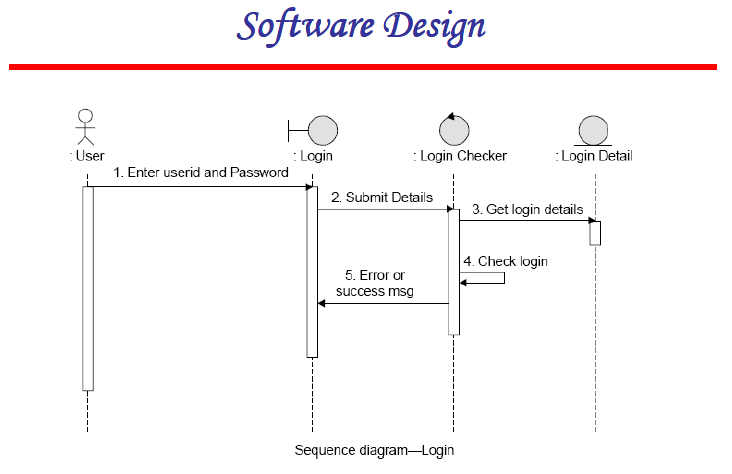 Software Design
: User
: Login
: Login Checker
: Login Detail
1. Enter userid and Password
2. Submit Details
3. Get login details
4. Check login
5. Error or
success msg
Sequence diagram—Login